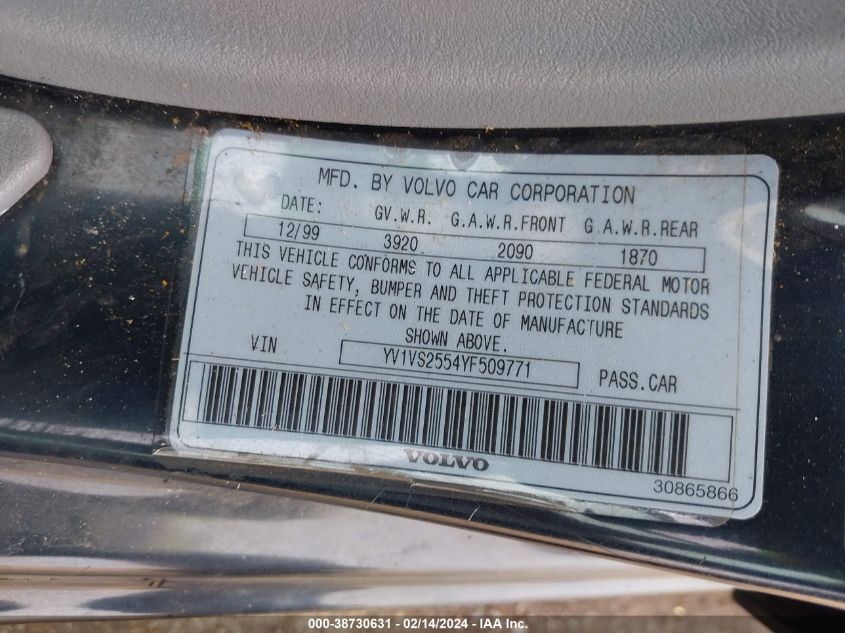 MFD. BY VOLVO CAR CORPORATION
DATE: GV.W.R. G.A.W.R.FRONT G.A.W.R.REAR
12/99 3920 2090 1870
THIS VEHICLE CONFORMS TO ALL APPLICABLE FEDERAL MOTOR
VEHICLE SAFETY, BUMPER AND THEFT PROTECTION STANDARDS
IN EFFECT ON THE DATE OF MANUFACTURE
SHOWN ABOVE.
VIN YV1VS2554YF509771 PASS.CAR
VOLVO
30865866
000-38730631 - 02/14/2024 - IAAI.COM